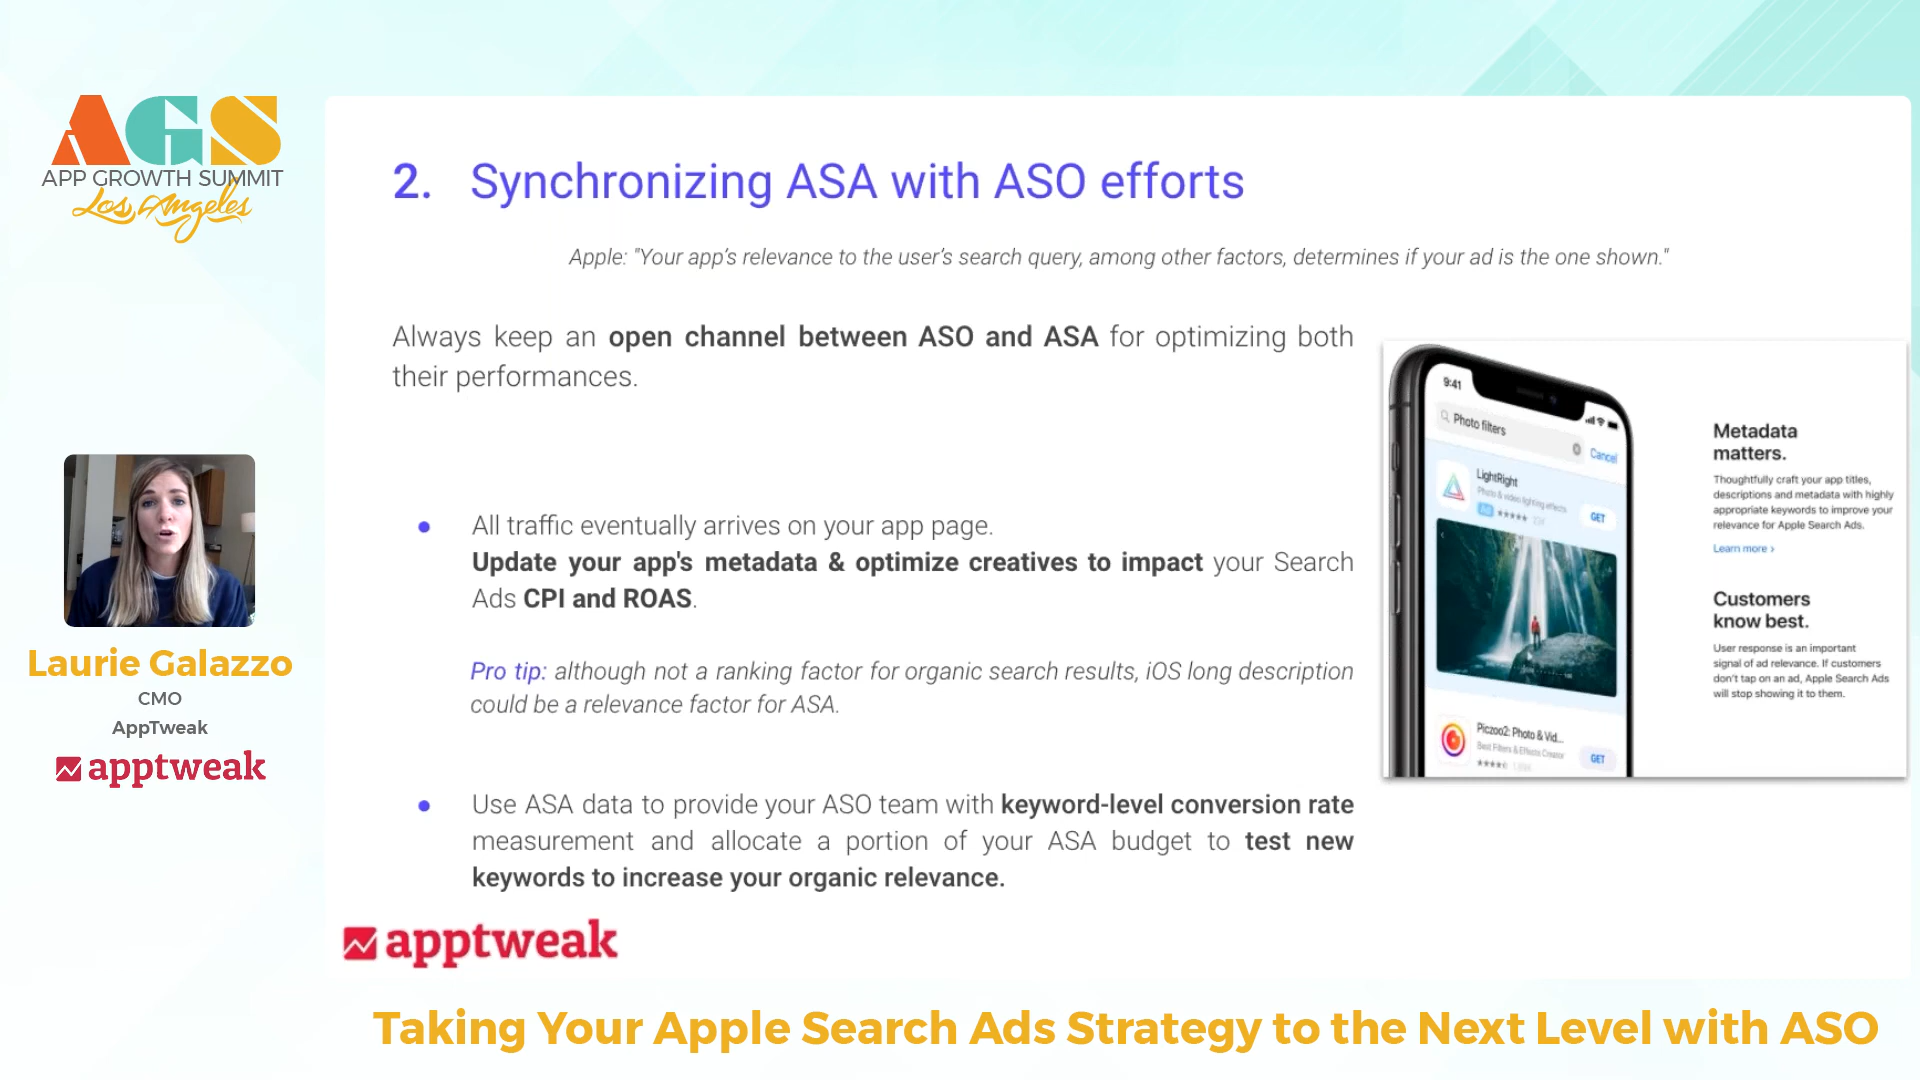 AGS
APP GROWTH SUMMIT
Los Angeles
2. Synchronizing ASA with ASO efforts
Apple: "Your app's relevance to the user's search query, among other factors, determines if your ad is the one shown."
Always keep an open channel between ASO and ASA for optimizing both
their performances.
● All traffic eventually arrives on your app page.
Update your app's metadata & optimize creatives to impact your Search
Ads CPI and ROAS.
Pro tip: although not a ranking factor for organic search results, iOS long description
could be a relevance factor for ASA.
● Use ASA data to provide your ASO team with keyword-level conversion rate
measurement and allocate a portion of your ASA budget to test new
keywords to increase your organic relevance.
9:41
Photo filters
Cancel
LightRight
Photo & video lighting effects
Ad
GET
Piczoo2: Photo & Vid...
Best Filters & Effects Creator
GET
Metadata
matters.
Thoughtfully craft your app titles,
descriptions and metadata with highly
appropriate keywords to improve your
relevance for Apple Search Ads.
Learn more >
Customers
know best.
User response is an important
signal of ad relevance. If customers
don't tap on an ad, Apple Search Ads
will stop showing it to them.
apptweak
Laurie Galazzo
CMO
AppTweak
apptweak
Taking Your Apple Search Ads Strategy to the Next Level with ASO